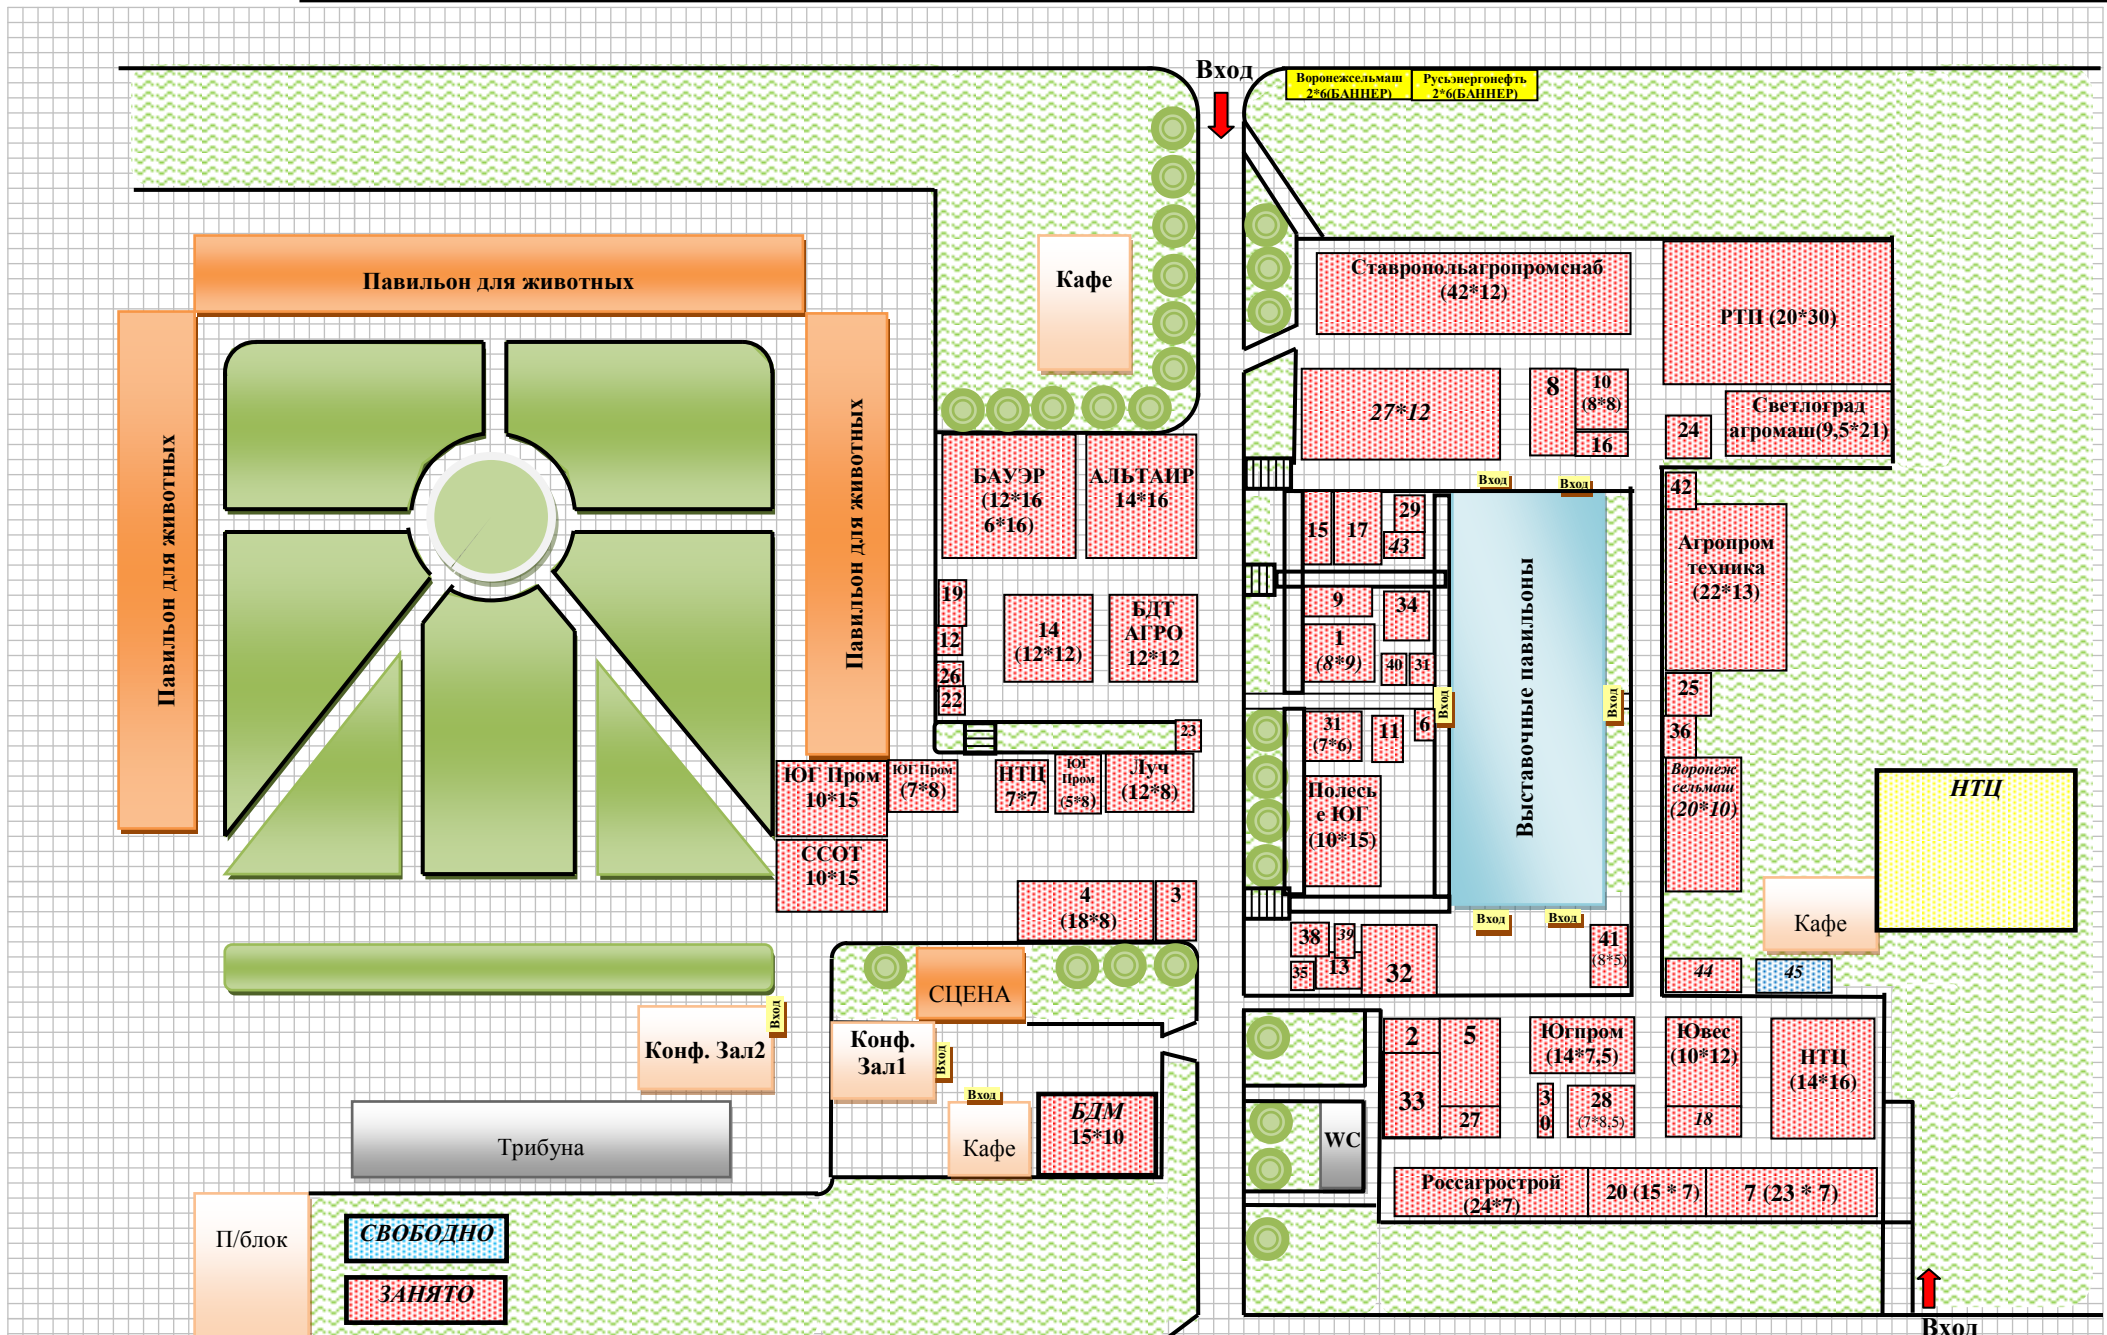 Вход
Воронежсельмаш
2*6(БАННЕР)
Русьэнергонефть
2*6(БАННЕР)
Павильон для животных
Кафе
Ставропольагропромснаб
(42*12)
РТП (20*30)
Павильон для животных
Павильон для животных
27*12
8
10
(8*8)
16
24
Светлоград
агромаш(9,5*21)
БАУЭР
(12*16
6*16)
АЛЬТАИР
14*16
Вход
Вход
15
17
29
43
42
Агропром
техника
(22*13)
19
12
26
22
14
(12*12)
БДТ
АГРО
12*12
9
34
1
(8*9)
40
31
Выставочные павильоны
Вход
Вход
25
36
23
31
(7*6)
11
6
ЮГ Пром
10*15
ЮГ Пром
(7*8)
НТЦ
7*7
ЮГ
Пром
(5*8)
Луч
(12*8)
Полесь
е ЮГ
(10*15)
Воронеж
сельмаш
(20*10)
НТЦ
ССОТ
10*15
4
(18*8)
3
Кафе
Вход
Вход
38
39
35
13
32
41
(8*5)
44
45
СЦЕНА
Вход
Конф. Зал2
Конф.
Зал1
Вход
Вход
Кафе
БДМ
15*10
Трибуна
2
33
5
27
Югпром
(14*7,5)
3
0
28
(7*8,5)
Ювес
(10*12)
18
НТЦ
(14*16)
WC
Россагрострой
(24*7)
20 (15 * 7)
7 (23 * 7)
П/блок
СВОБОДНО
ЗАНЯТО
Вход